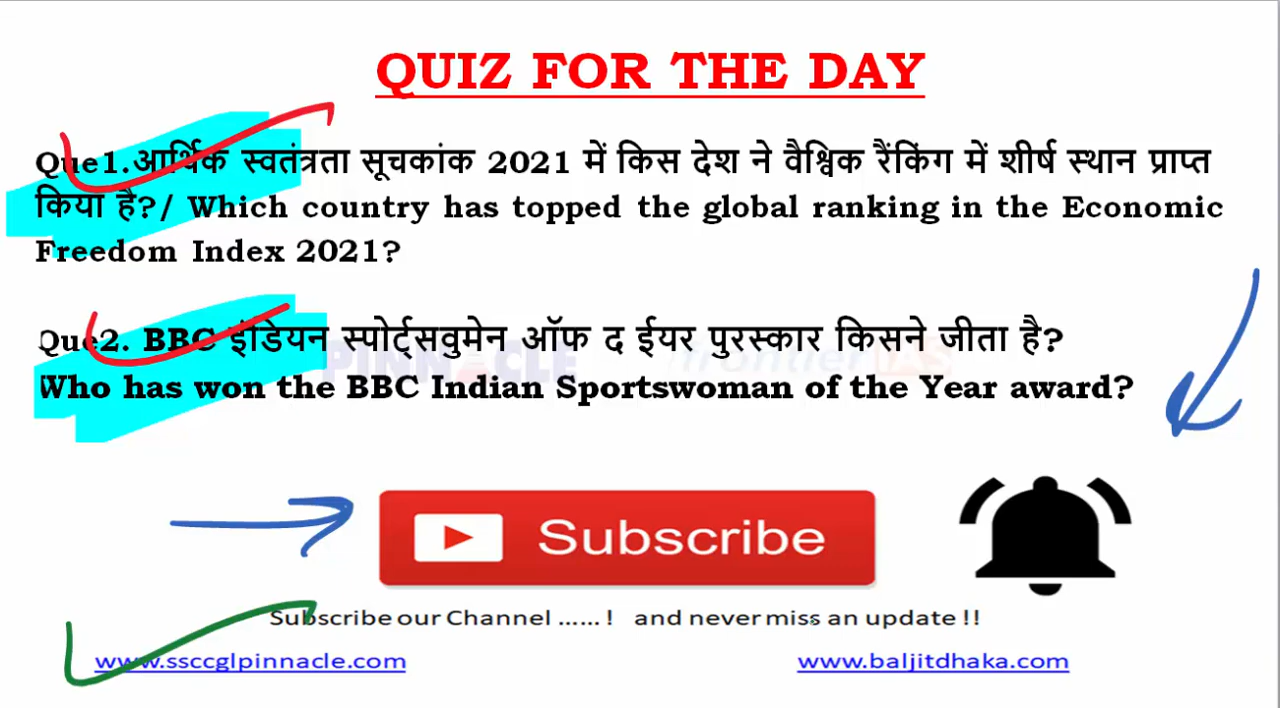 QUIZ FOR THE DAY
Que1.आर्थिक स्वतंत्रता सूचकांक 2021 में किस देश ने वैश्विक रैंकिंग में शीर्ष स्थान प्राप्त
किया है?/ Which country has topped the global ranking in the Economic
Freedom Index 2021?
Que2. BBC इंडियन स्पोर्ट्सवुमेन ऑफ द ईयर पुरस्कार किसने जीता है?
PINNACLE frontier IAS
Who has won the BBC Indian Sportswoman of the Year award?
Subscribe
Subscribe our Channel ...... ! and never miss an update !!
www.ssccglpinnacle.com www.baljitdhaka.com